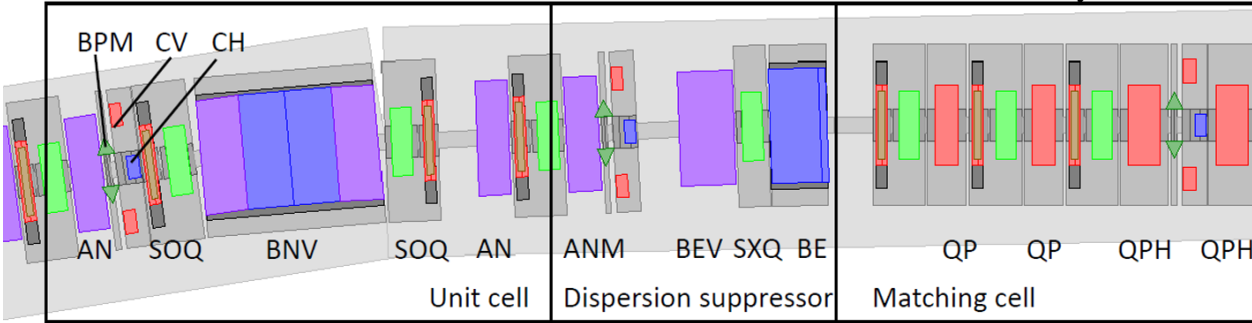 BPM CV CH
AN SOQ BNV SOQ AN ANM BEV SXQ BE QP QP QPH QPH
Unit cell Dispersion suppressor Matching cell